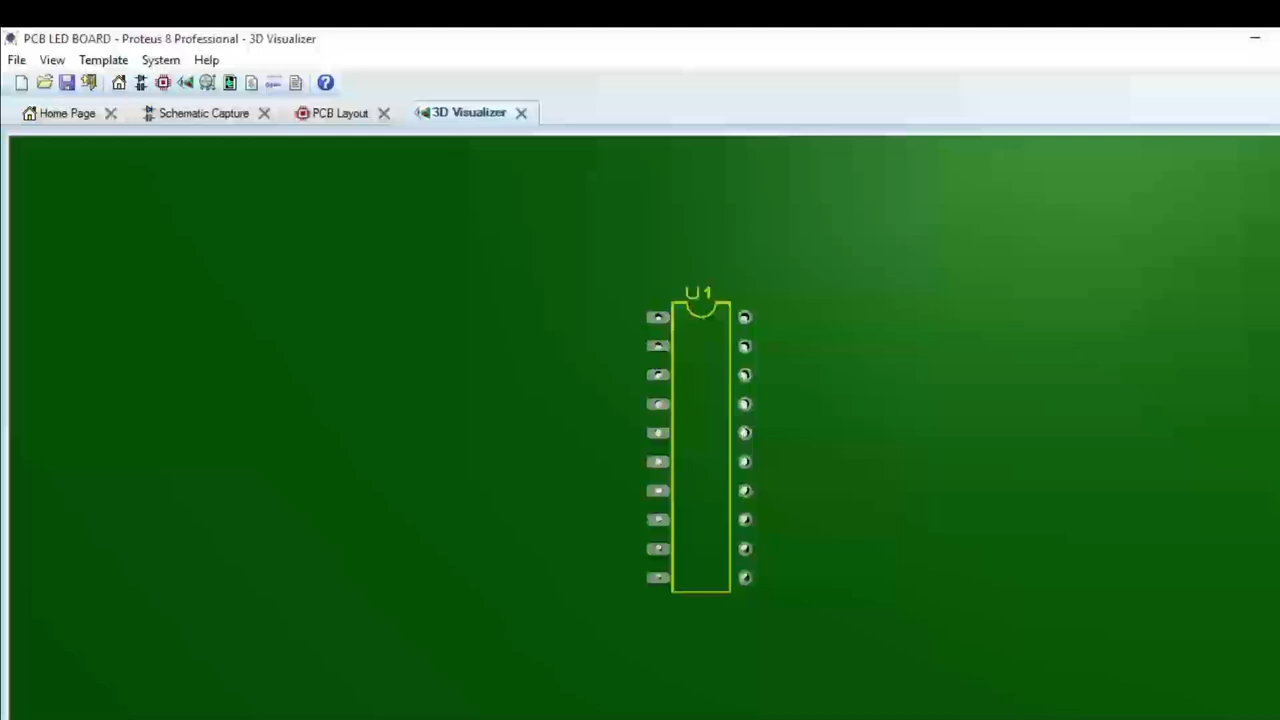 PCB LED BOARD - Proteus 8 Professional - 3D Visualizer
File View Template System Help
Home Page Schematic Capture PCB Layout 3D Visualizer
U1